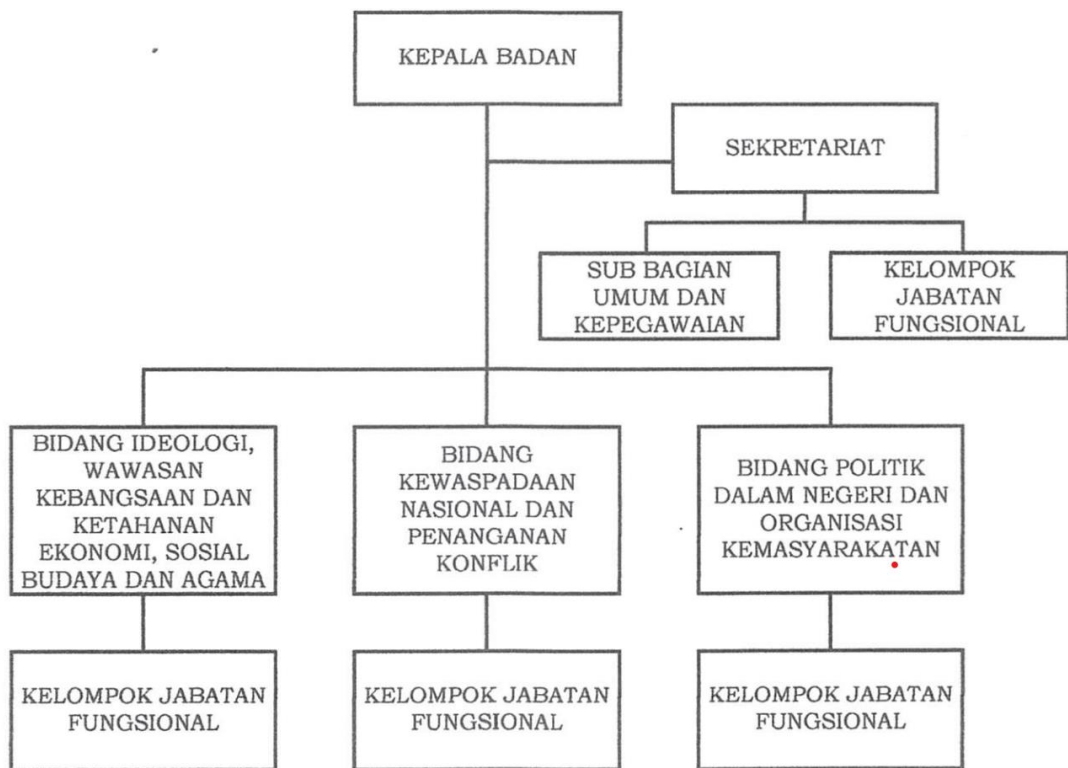 KEPALA BADAN
SEKRETARIAT
SUB BAGIAN
UMUM DAN
KEPEGAWAIAN
KELOMPOK
JABATAN
FUNGSIONAL
BIDANG IDEOLOGI,
WAWASAN
KEBANGSAAN DAN
KETAHANAN
EKONOMI, SOSIAL
BUDAYA DAN AGAMA
BIDANG
KEWASPADAAN
NASIONAL DAN
PENANGANAN
KONFLIK
BIDANG POLITIK
DALAM NEGERI DAN
ORGANISASI
KEMASYARAKATAN
KELOMPOK JABATAN
FUNGSIONAL
KELOMPOK JABATAN
FUNGSIONAL
KELOMPOK JABATAN
FUNGSIONAL